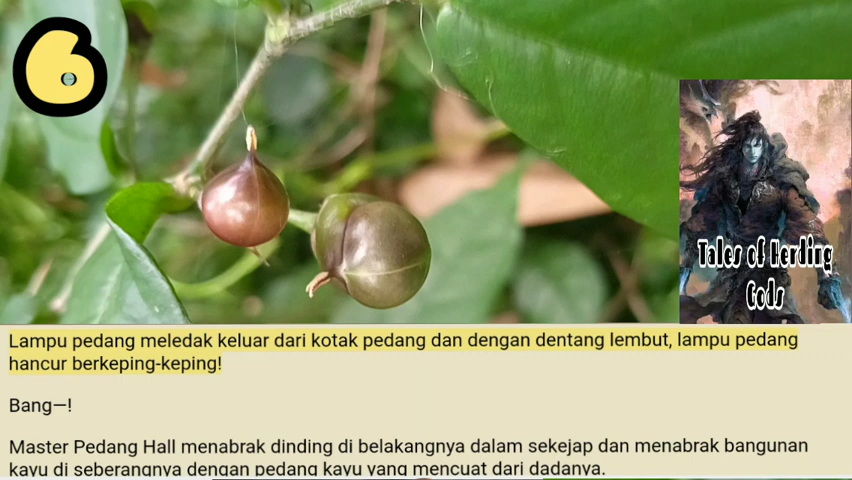 6
Tales of Herding
Gods
Lampu pedang meledak keluar dari kotak pedang dan dengan dentang lembut, lampu pedang
hancur berkeping-keping!
Bang—!
Master Pedang Hall menabrak dinding di belakangnya dalam sekejap dan menabrak bangunan
kayu di seberangnya dengan pedang kayu yang mencuat dari dadanya.